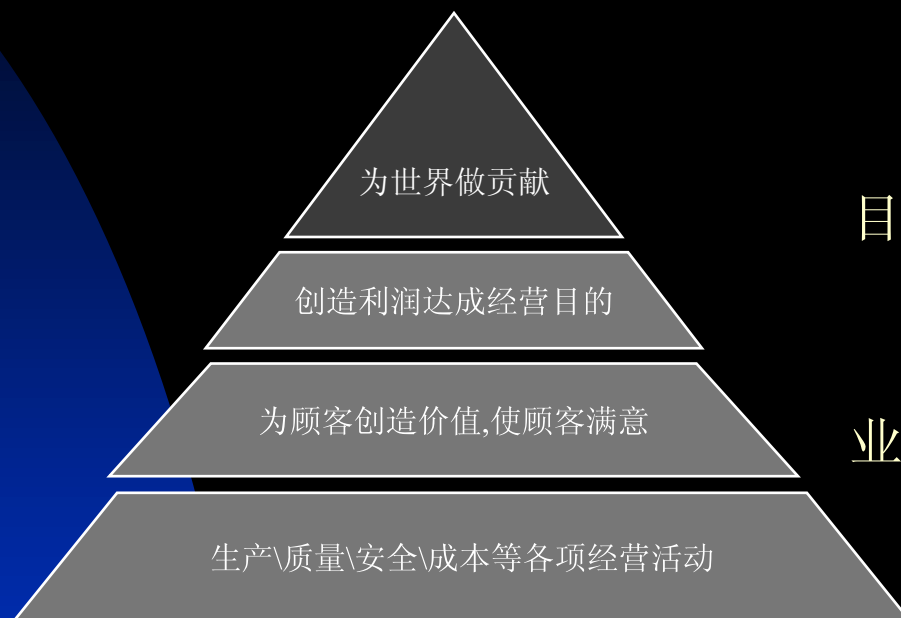 为世界做贡献
目
创造利润达成经营目的
为顾客创造价值,使顾客满意
业
生产\质量\安全\成本等各项经营活动